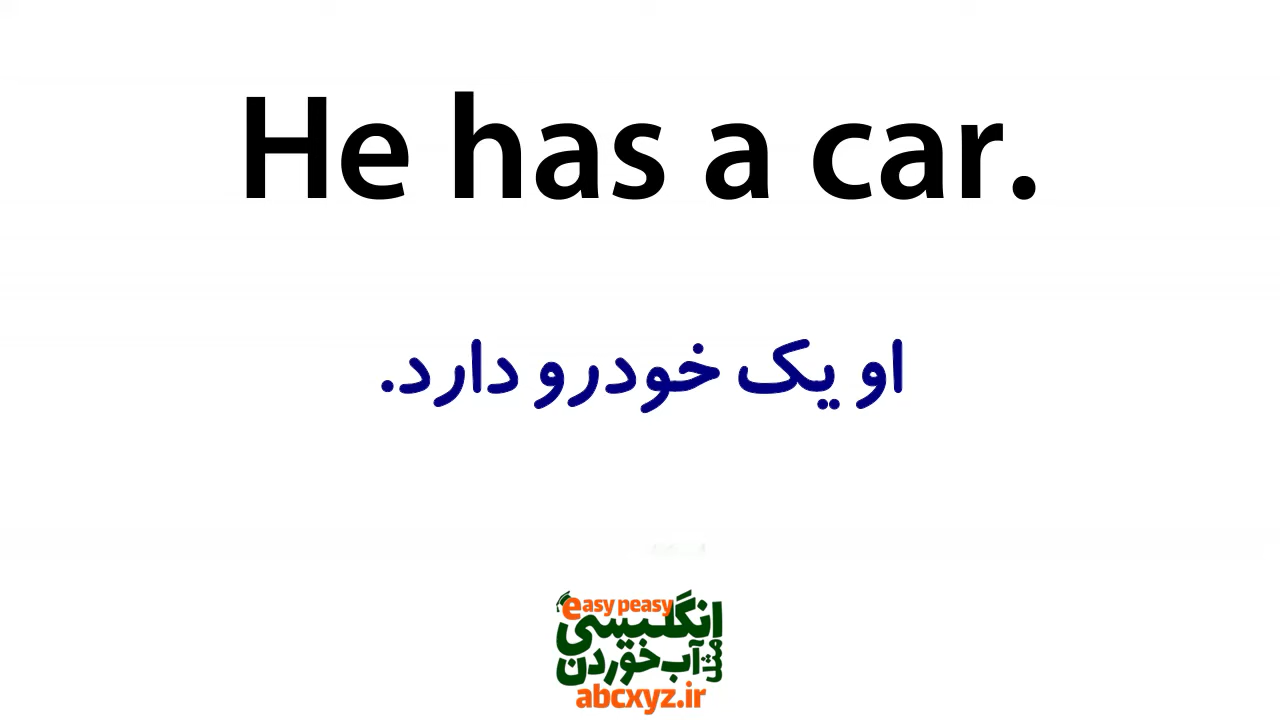 He has a car.
او یک خودرو دارد.
easy peasy
انگلیسی
مثل آب خوردن
abcxyz.ir